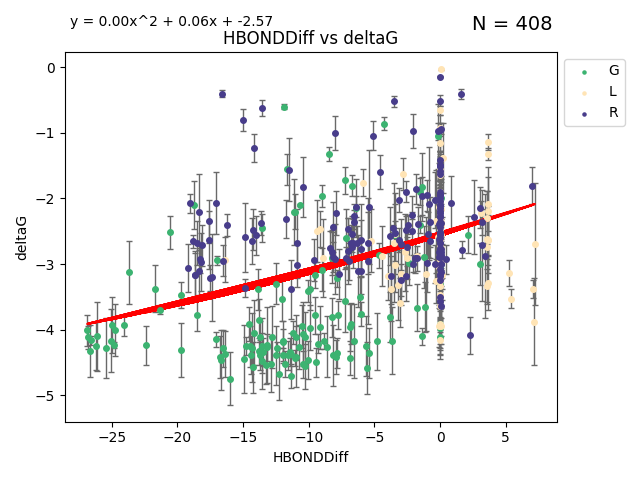 y = 0.00x^2 + 0.06x + -2.57
N = 408
HBONDDiff vs deltaG
G
L
R
deltaG
0
−1
−2
−3
−4
−5
−25
−20
−15
−10
−5
0
5
HBONDDiff